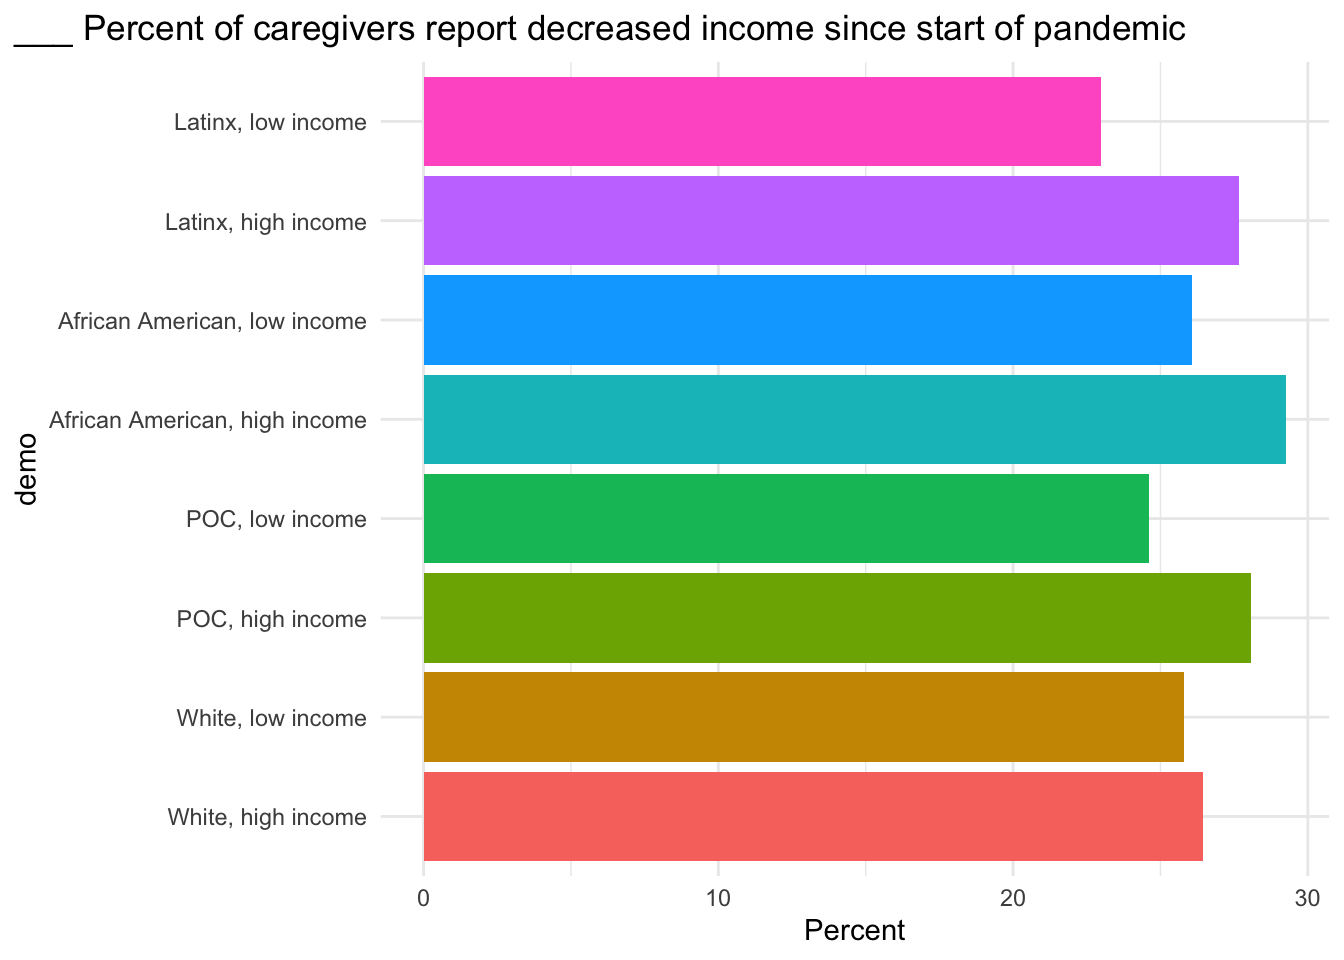 ___ Percent of caregivers report decreased income since start of pandemic
Latinx, low income
Latinx, high income
African American, low income
African American, high income
POC, low income
POC, high income
White, low income
White, high income
demo
0 10 20 30
Percent